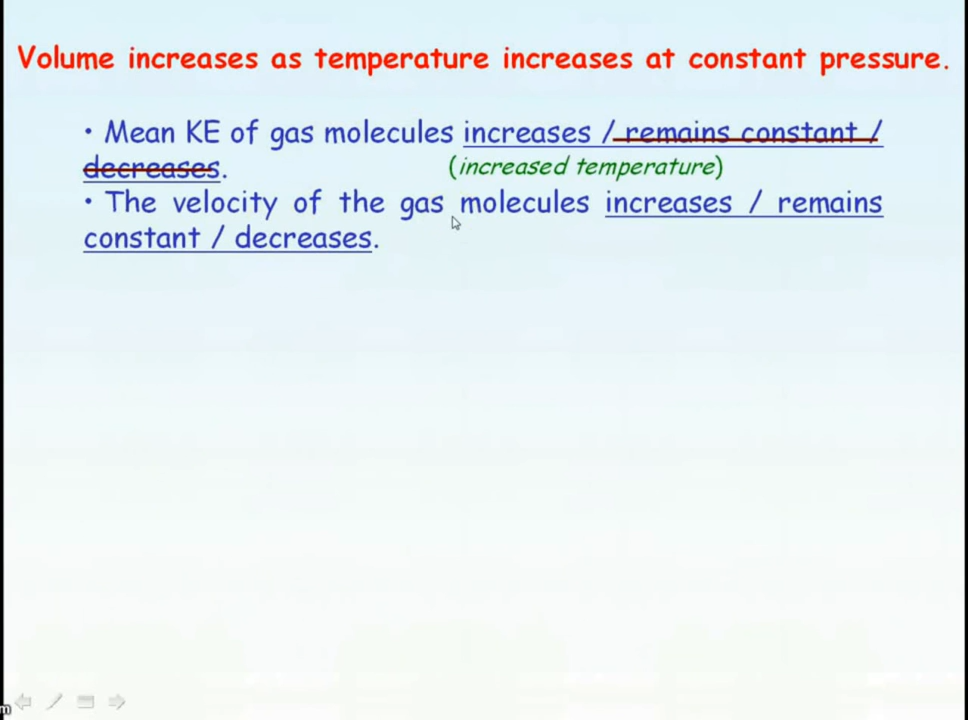 Volume increases as temperature increases at constant pressure.
• Mean KE of gas molecules increases / remains constant /
decreases.
(increased temperature)
• The velocity of the gas molecules increases / remains
constant / decreases.
m